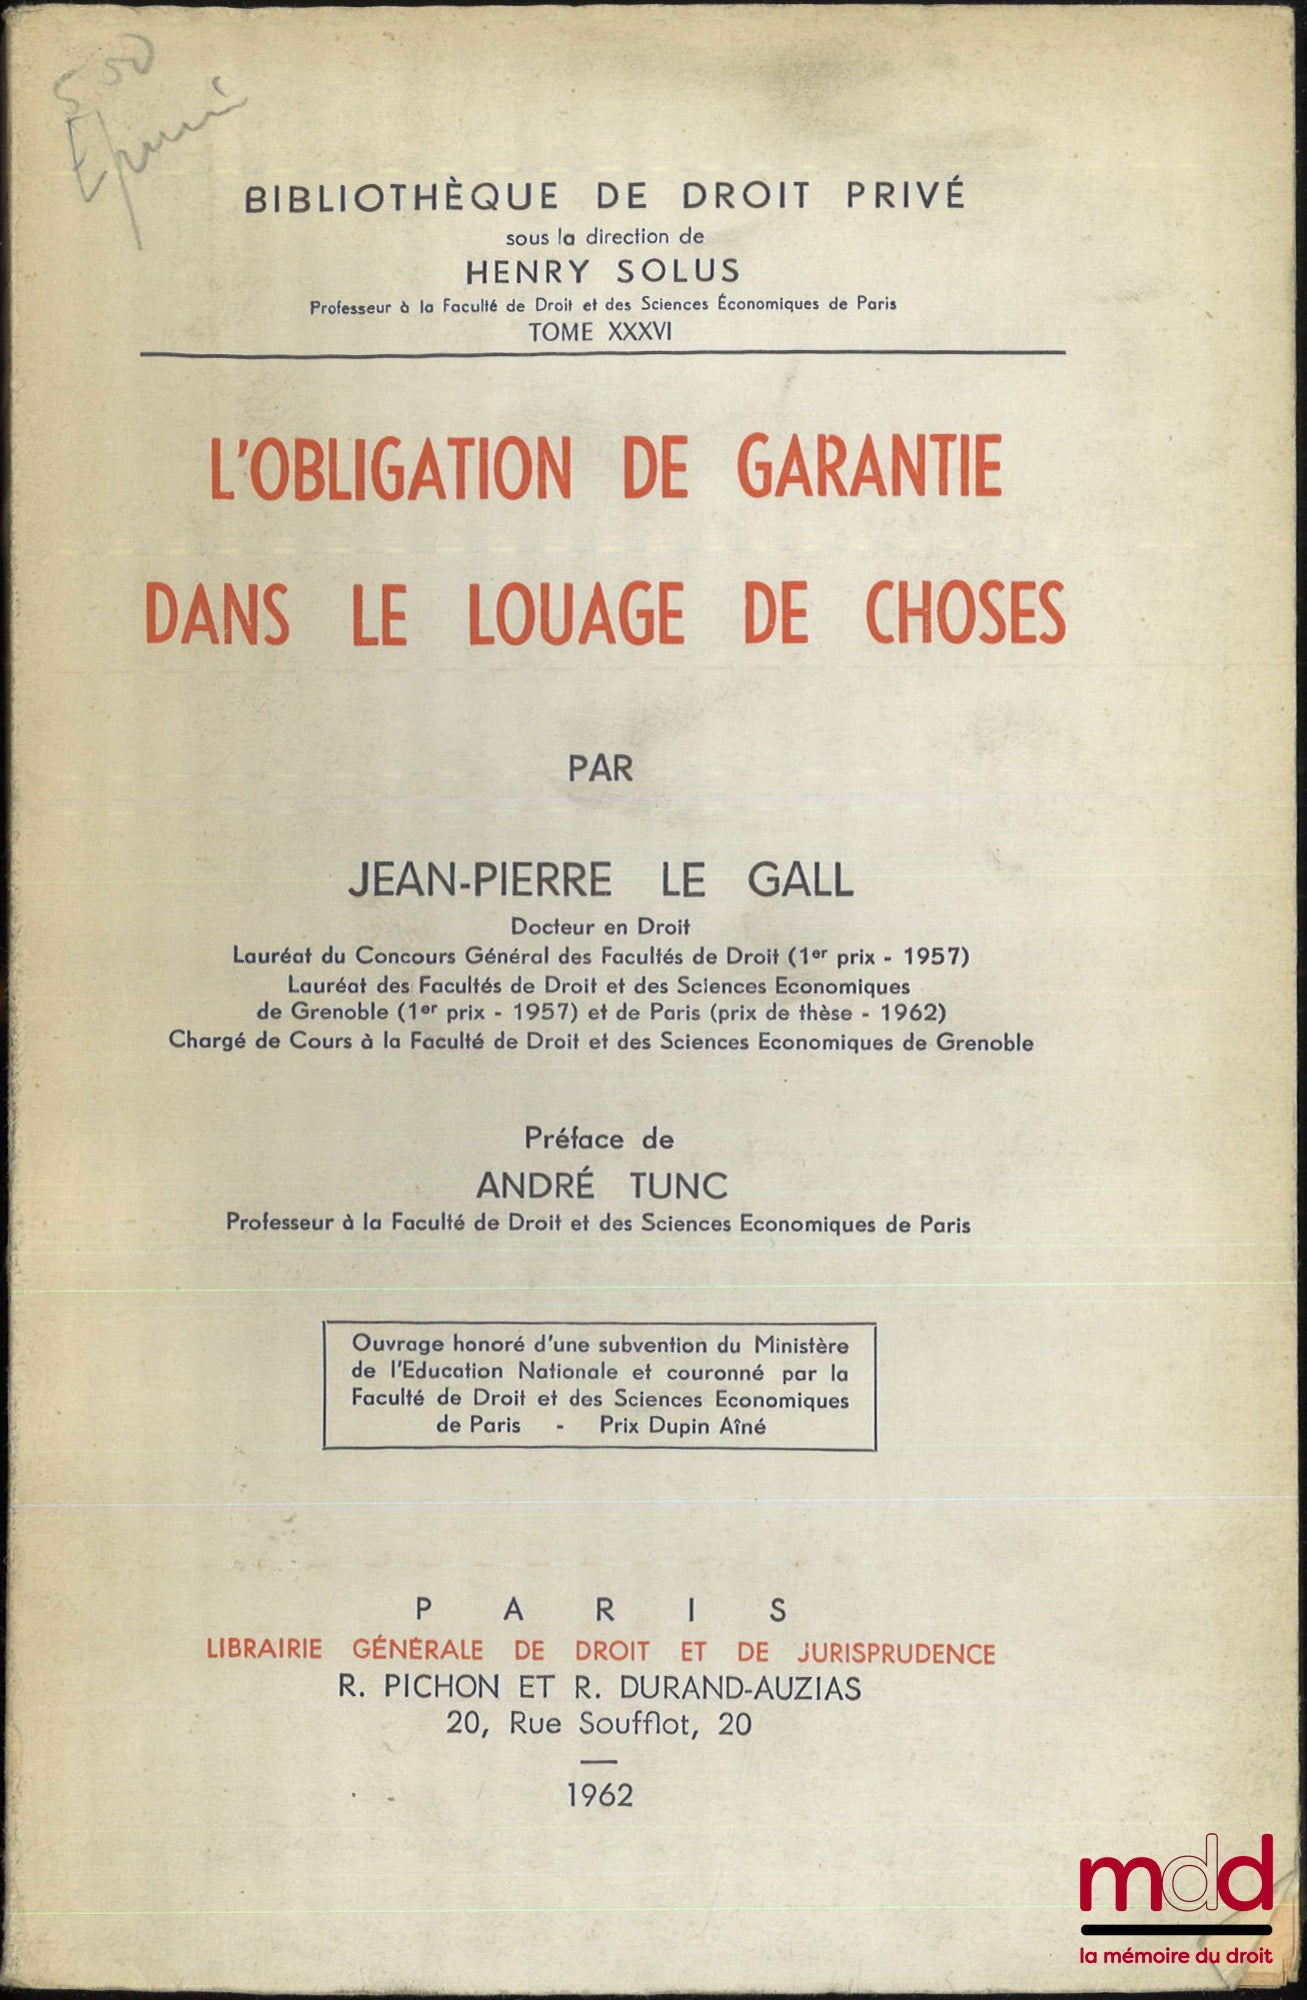 500
Epuisé
BIBLIOTHÈQUE DE DROIT PRIVÉ
sous la direction de
HENRY SOLUS
Professeur à la Faculté de Droit et des Sciences Économiques de Paris
TOME XXXVI
L'OBLIGATION DE GARANTIE
DANS LE LOUAGE DE CHOSES
PAR
JEAN-PIERRE LE GALL
Docteur en Droit
Lauréat du Concours Général des Facultés de Droit (1er prix - 1957)
Lauréat des Facultés de Droit et des Sciences Economiques
de Grenoble (1er prix - 1957) et de Paris (prix de thèse - 1962)
Chargé de Cours à la Faculté de Droit et des Sciences Economiques de Grenoble
Préface de
ANDRÉ TUNC
Professeur à la Faculté de Droit et des Sciences Economiques de Paris
Ouvrage honoré d'une subvention du Ministère
de l'Education Nationale et couronné par la
Faculté de Droit et des Sciences Economiques
de Paris - Prix Dupin Aîné
PARIS
LIBRAIRIE GÉNÉRALE DE DROIT ET DE JURISPRUDENCE
R. PICHON ET R. DURAND-AUZIAS
20, Rue Soufflot, 20
1962
mdd
la mémoire du droit